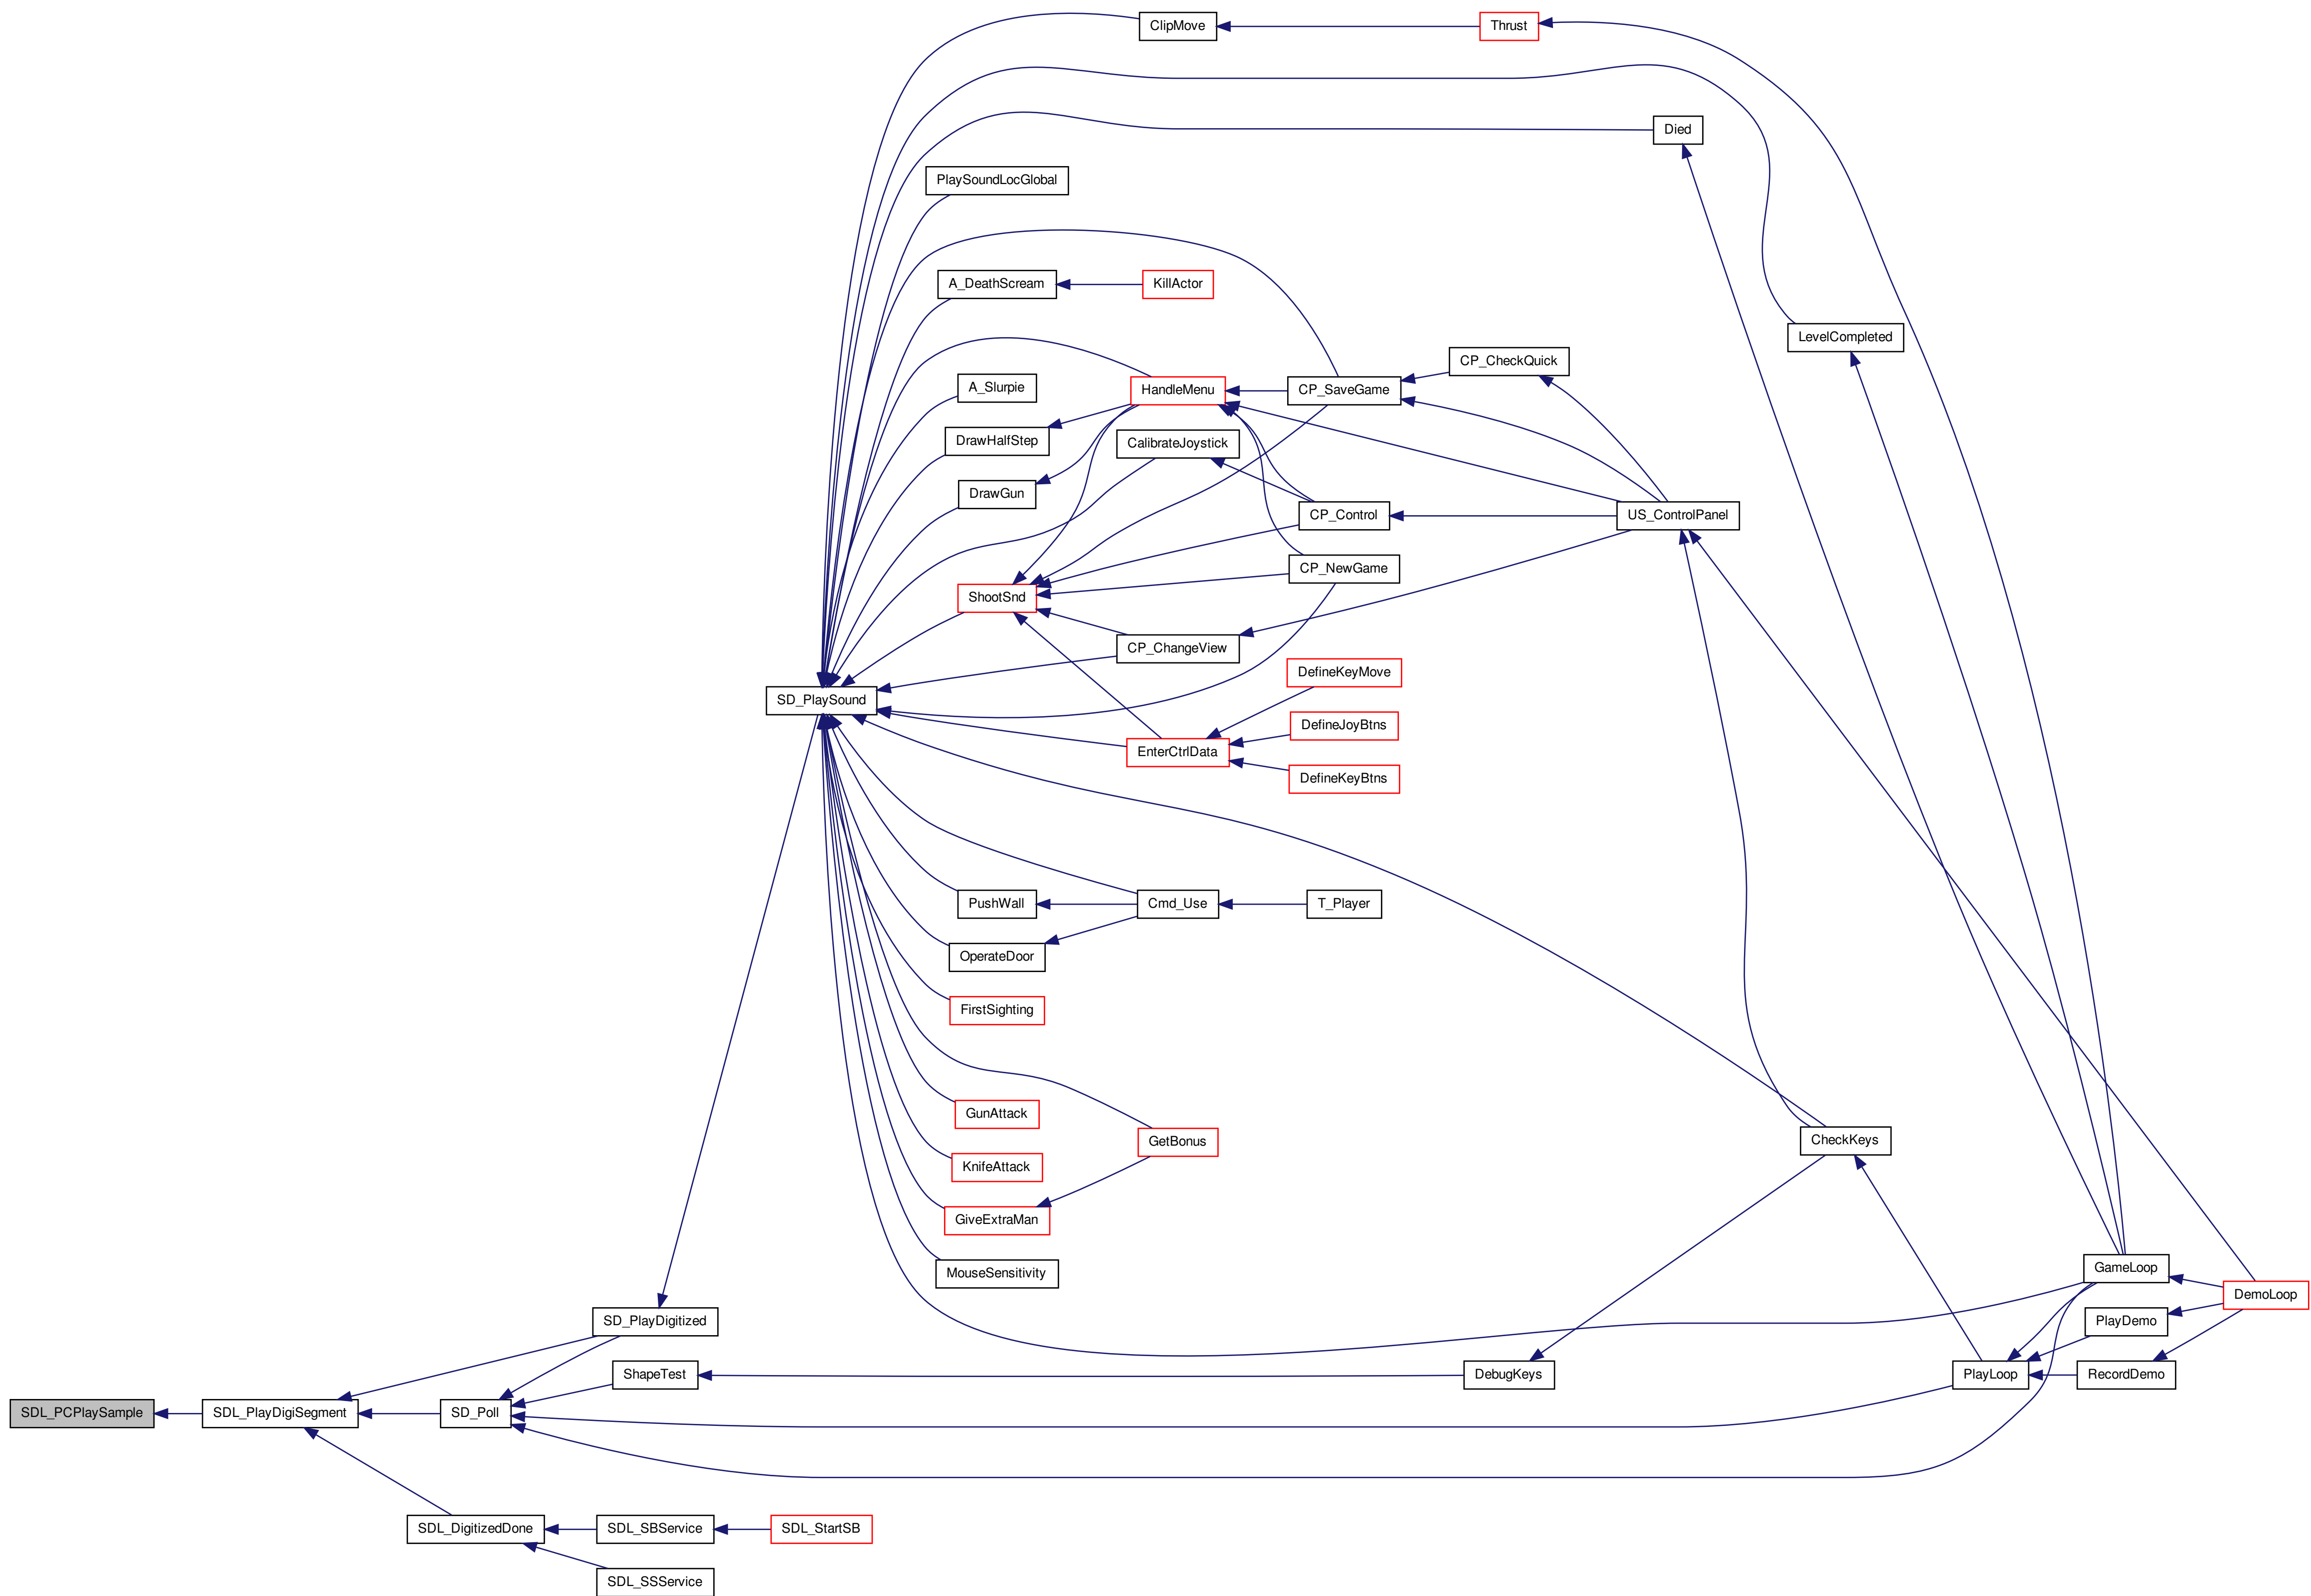 ClipMove
Thrust
Died
PlaySoundLocGlobal
A_DeathScream
KillActor
LevelCompleted
CP_CheckQuick
A_Slurpie
HandleMenu
CP_SaveGame
DrawHalfStep
CalibrateJoystick
DrawGun
CP_Control
US_ControlPanel
CP_NewGame
ShootSnd
CP_ChangeView
DefineKeyMove
SD_PlaySound
DefineJoyBtns
EnterCtrlData
DefineKeyBtns
PushWall
Cmd_Use
T_Player
OperateDoor
FirstSighting
GunAttack
GetBonus
CheckKeys
KnifeAttack
GiveExtraMan
MouseSensitivity
GameLoop
DemoLoop
SD_PlayDigitized
PlayDemo
ShapeTest
DebugKeys
PlayLoop
RecordDemo
SDL_PCPlaySample
SDL_PlayDigiSegment
SD_Poll
SDL_DigitizedDone
SDL_SBService
SDL_StartSB
SDL_SSService